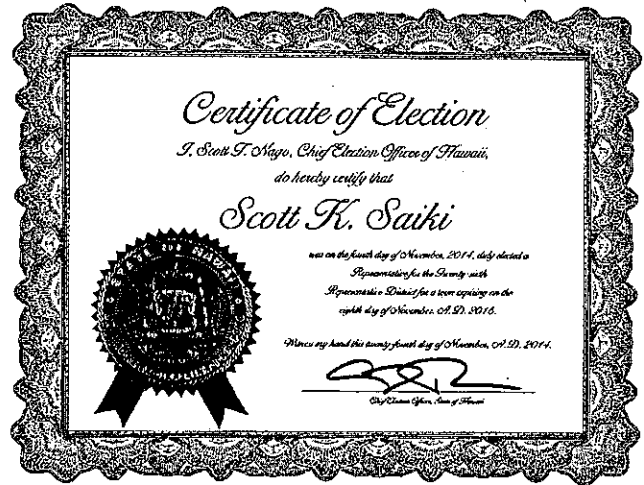 Certificate of Election
I, Scott T. Nago, Chief Election Officer of Hawaii,
do hereby certify that
Scott K. Saiki
was on the fourth day of November, 2014, duly elected a
Representative for the Twenty-sixth
Representative District for a term expiring on the
eighth day of November, A.D. 2016.
Witness my hand this twenty-fourth day of November, A.D. 2014.
Chief Election Officer, State of Hawaii
STATE OF HAWAII